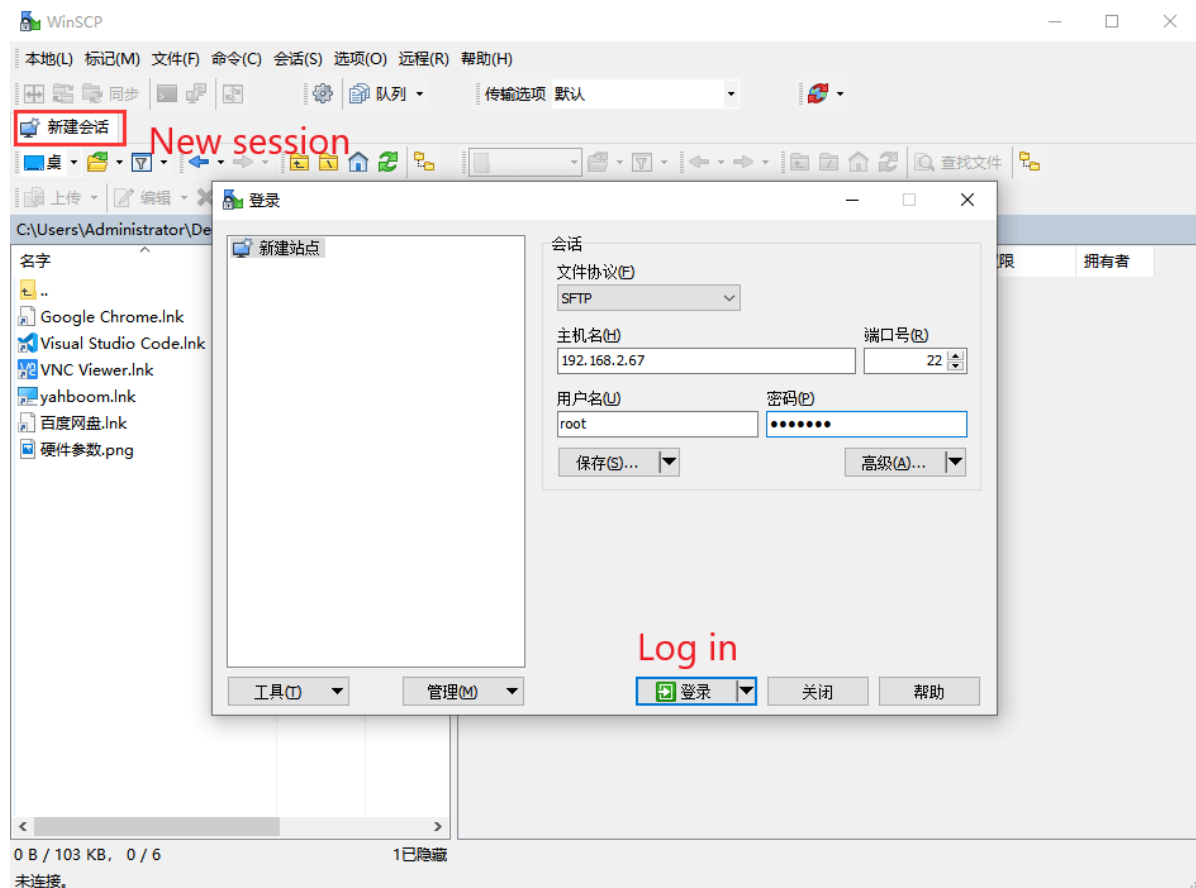 WinSCP
本地(L) 标记(M) 文件(F) 命令(C) 会话(S) 选项(O) 远程(R) 帮助(H)
同步 队列 传输选项 默认
新建会话
New session
桌 查找文件
上传 编辑
登录
C:\Users\Administrator\De
名字
限 拥有者
..
Google Chrome.lnk
Visual Studio Code.lnk
VNC Viewer.lnk
yahboom.lnk
百度网盘.lnk
硬件参数.png
新建站点
会话
文件协议(F)
SFTP
主机名(H) 端口号(R)
192.168.2.67 22
用户名(U) 密码(P)
root •••••••
保存(S)... 高级(A)...
Log in
工具(T) 管理(M) 登录 关闭 帮助
0 B / 103 KB, 0 / 6 1已隐藏
未连接。